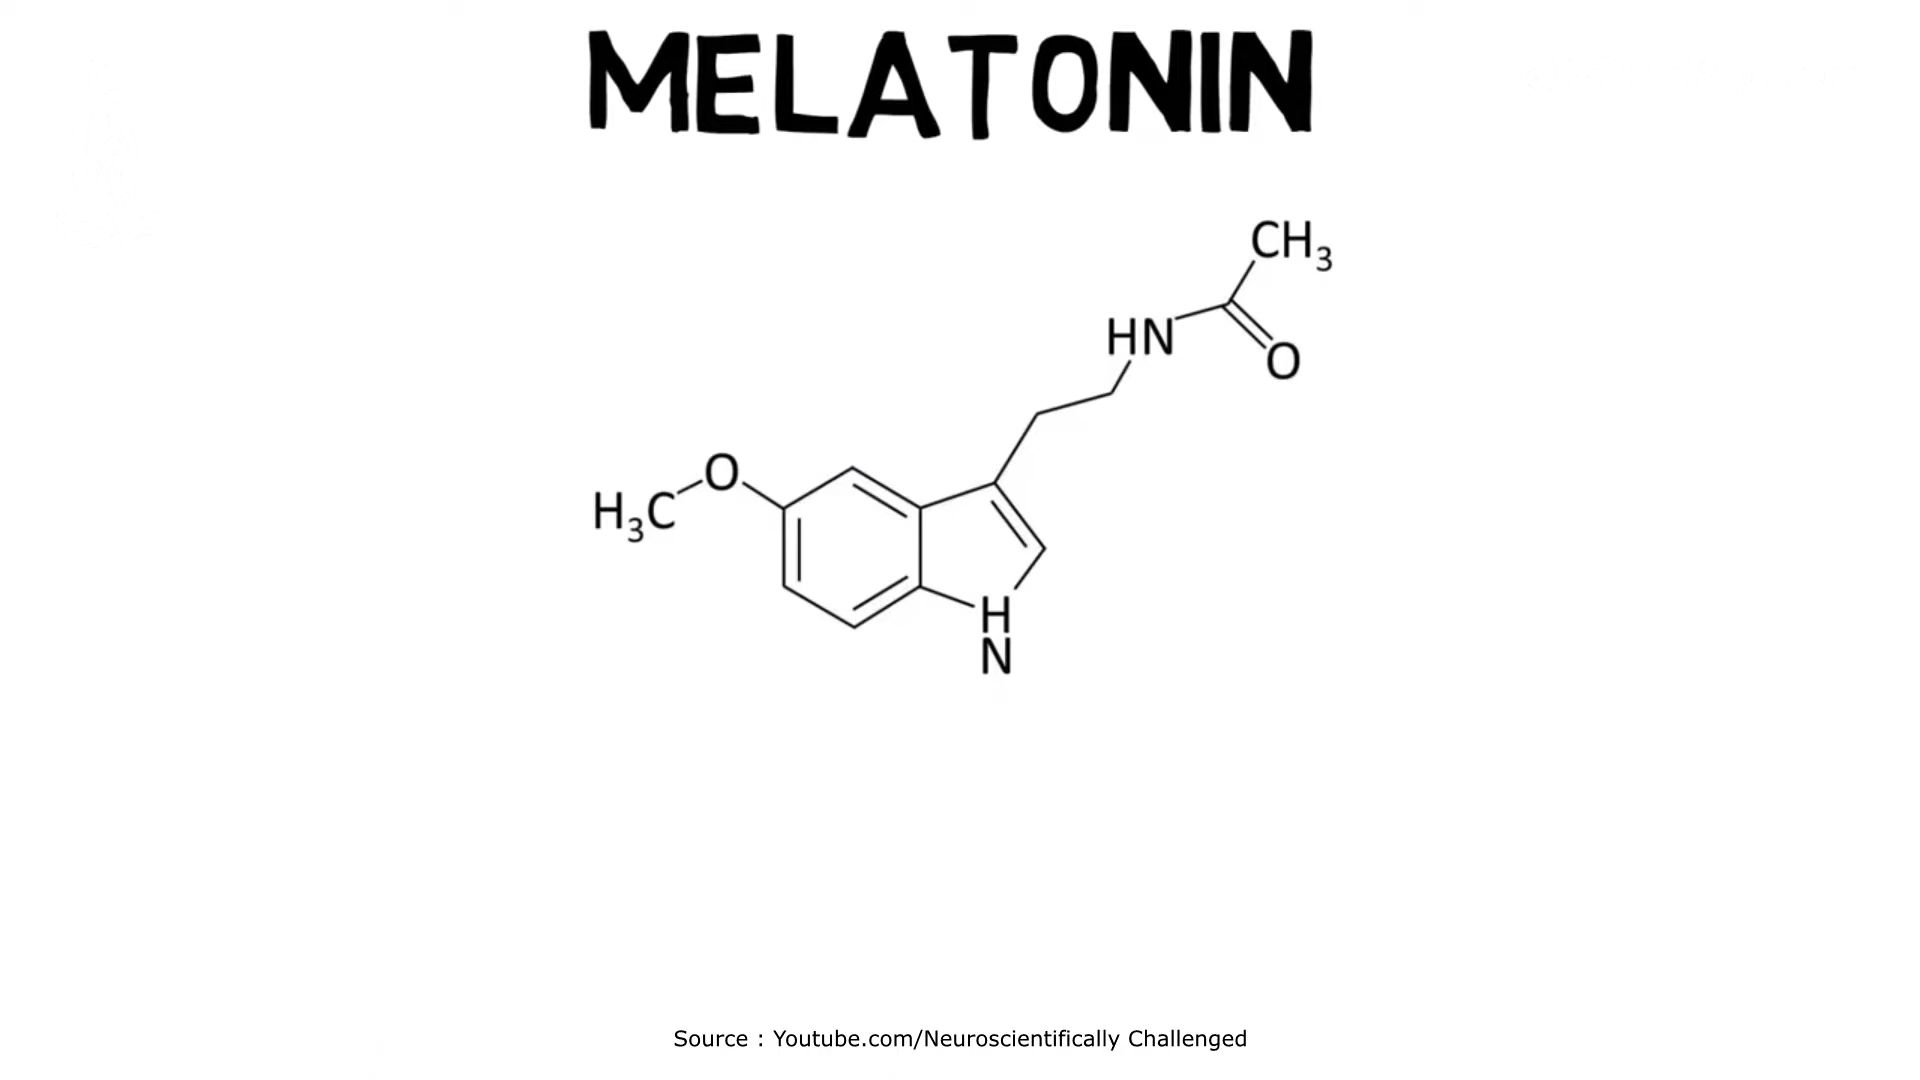 MELATONIN
CH3
HN
O
O
H3C
H
N
Source : Youtube.com/Neuroscientifically Challenged